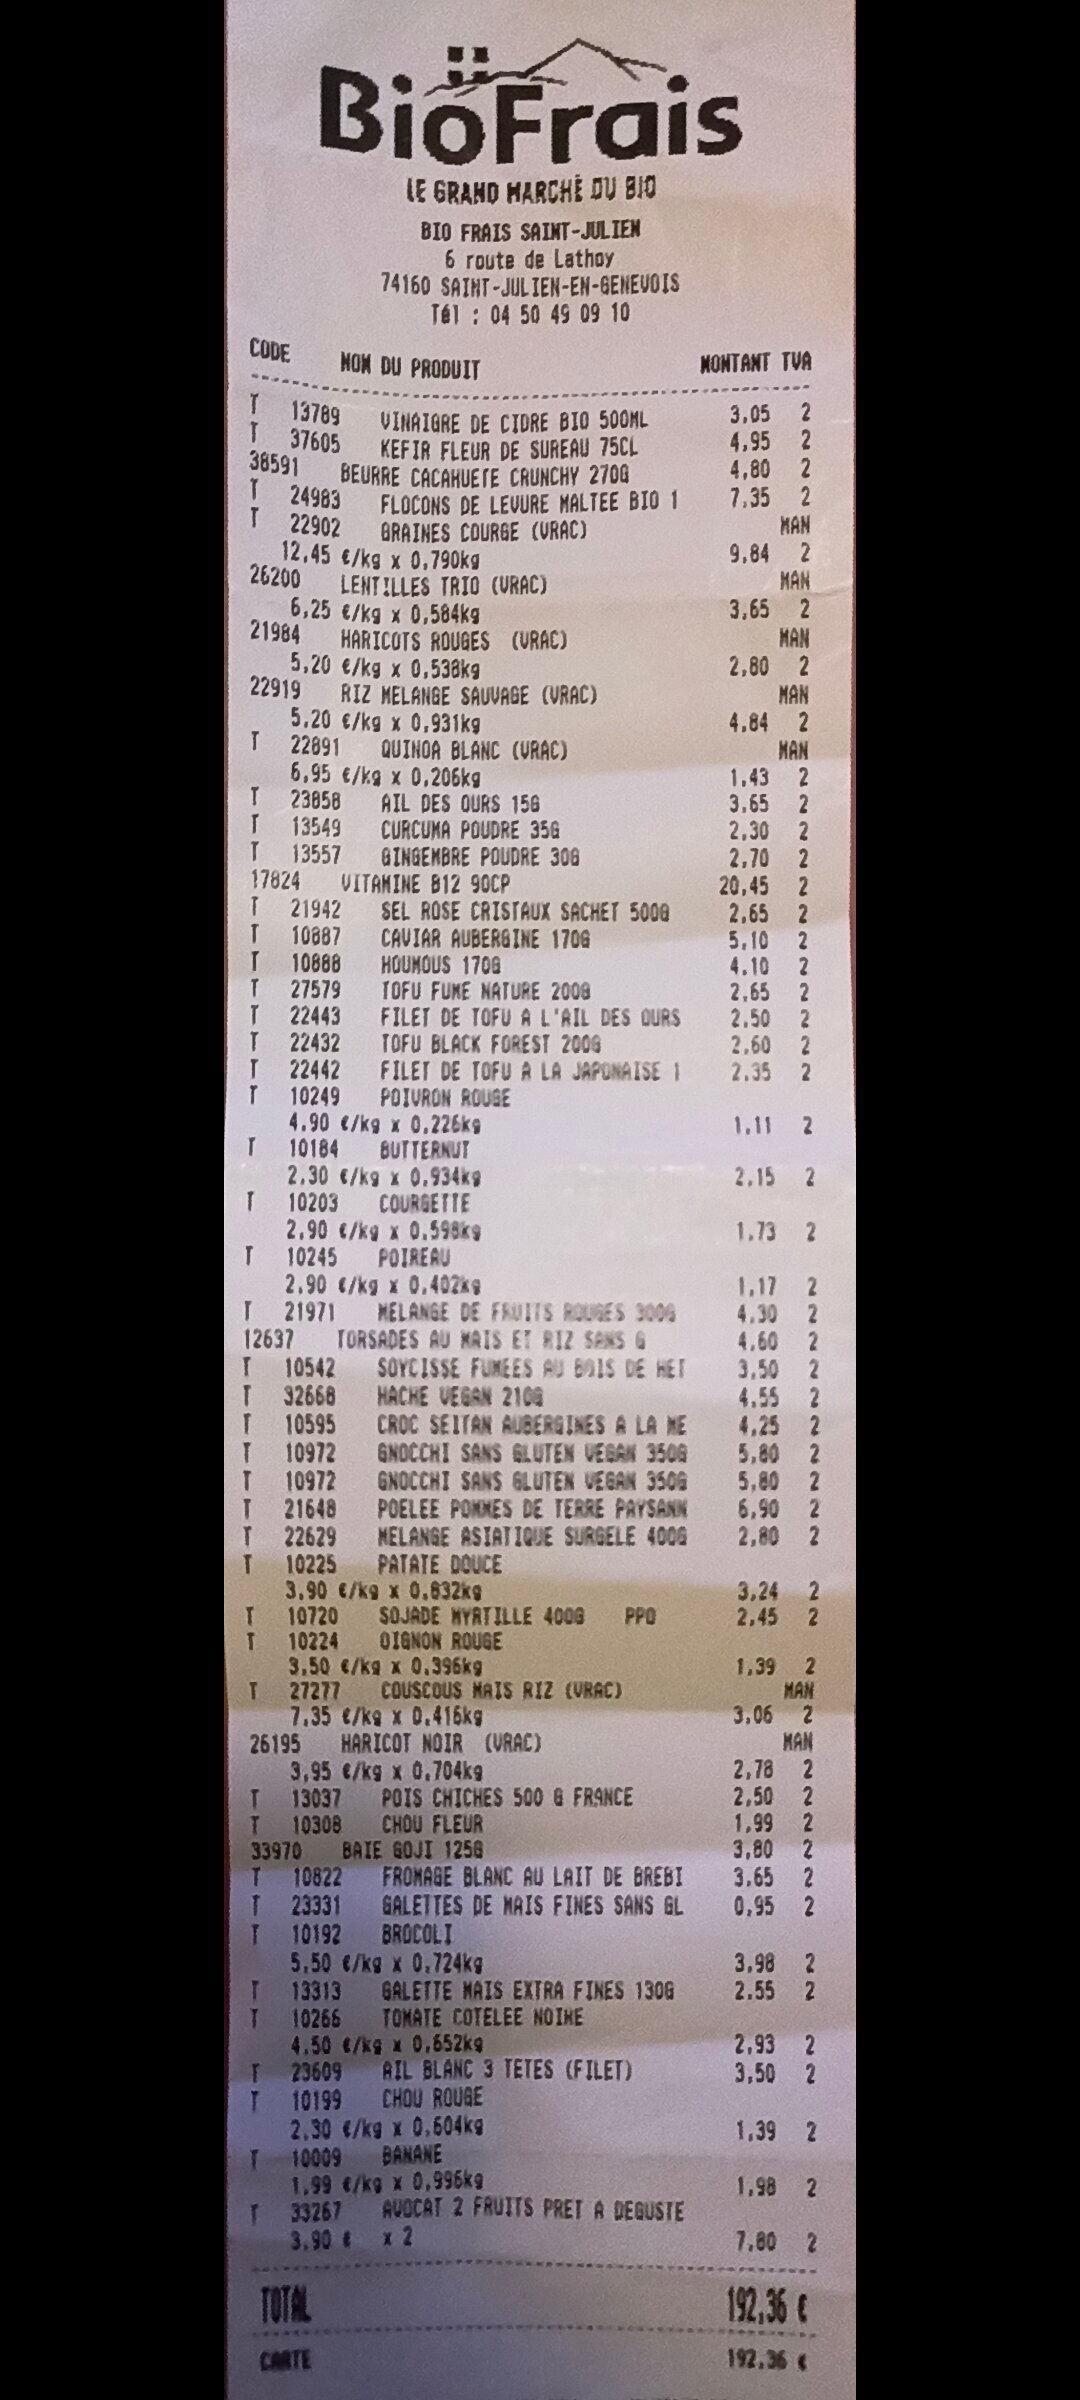 BioFrais
LE GRAND MARCHÉ DU BIO
BIO FRAIS SAINT-JULIEN
6 route de Lathoy
74160 SAINT-JULIEN-EN-GENEVOIS
Tél : 04 50 49 09 10
CODE NOM DU PRODUIT MONTANT TVA
T 13789 VINAIGRE DE CIDRE BIO 500ML 3,05 2
T 37605 KEFIR FLEUR DE SUREAU 75CL 4,95 2
38591 BEURRE CACAHUETE CRUNCHY 270G 4,80 2
T 24983 FLOCONS DE LEVURE MALTEE BIO 1 7,35 2
T 22902 GRAINES COURGE (VRAC) MAN
12,45 €/kg x 0,790kg 9,84 2
26200 LENTILLES TRIO (VRAC) MAN
6,25 €/kg x 0,584kg 3,65 2
21984 HARICOTS ROUGES (VRAC) MAN
5,20 €/kg x 0,538kg 2,80 2
22919 RIZ MELANGE SAUVAGE (VRAC) MAN
5,20 €/kg x 0,931kg 4,84 2
T 22891 QUINOA BLANC (VRAC) MAN
6,95 €/kg x 0,206kg 1,43 2
T 23858 AIL DES OURS 15G 3,65 2
T 13549 CURCUMA POUDRE 35G 2,30 2
T 13557 GINGEMBRE POUDRE 30G 2,70 2
17824 VITAMINE B12 90CP 20,45 2
T 21942 SEL ROSE CRISTAUX SACHET 500G 2,65 2
T 10887 CAVIAR AUBERGINE 170G 5,10 2
T 10888 HOUMOUS 170G 4,10 2
T 27579 TOFU FUME NATURE 200G 2,65 2
T 22443 FILET DE TOFU A L'AIL DES OURS 2,50 2
T 22432 TOFU BLACK FOREST 200G 2,60 2
T 22442 FILET DE TOFU A LA JAPONAISE 1 2,35 2
T 10249 POIVRON ROUGE
4,90 €/kg x 0,226kg 1,11 2
T 10184 BUTTERNUT
2,30 €/kg x 0,934kg 2,15 2
T 10203 COURGETTE
2,90 €/kg x 0,598kg 1,73 2
T 10245 POIREAU
2,90 €/kg x 0,402kg 1,17 2
T 21971 MELANGE DE FRUITS ROUGES 300G 4,30 2
12637 TORSADES AU MAIS ET RIZ SANS G 4,60 2
T 10542 SOYCISSE FUMEES AU BOIS DE HET 3,50 2
T 32668 HACHE VEGAN 210G 4,55 2
T 10595 CROC SEITAN AUBERGINES A LA ME 4,25 2
T 10972 GNOCCHI SANS GLUTEN VEGAN 350G 5,80 2
T 10972 GNOCCHI SANS GLUTEN VEGAN 350G 5,80 2
T 21648 POELEE POMMES DE TERRE PAYSANN 6,90 2
T 22629 MELANGE ASIATIQUE SURGELE 400G 2,80 2
T 10225 PATATE DOUCE
3,90 €/kg x 0,832kg 3,24 2
T 10720 SOJADE MYRTILLE 400G PPQ 2,45 2
T 10224 OIGNON ROUGE
3,50 €/kg x 0,396kg 1,39 2
T 27277 COUSCOUS MAIS RIZ (VRAC) MAN
7,35 €/kg x 0,416kg 3,06 2
26195 HARICOT NOIR (VRAC) MAN
3,95 €/kg x 0,704kg 2,78 2
T 13037 POIS CHICHES 500 G FRANCE 2,50 2
T 10308 CHOU FLEUR 1,99 2
33970 BAIE GOJI 125G 3,80 2
T 10822 FROMAGE BLANC AU LAIT DE BREBI 3,65 2
T 23331 GALETTES DE MAIS FINES SANS GL 0,95 2
T 10192 BROCOLI
5,50 €/kg x 0,724kg 3,98 2
T 13313 GALETTE MAIS EXTRA FINES 130G 2,55 2
T 10266 TOMATE COTELEE NOIRE
4,50 €/kg x 0,652kg 2,93 2
T 23609 AIL BLANC 3 TETES (FILET) 3,50 2
T 10199 CHOU ROUGE
2,30 €/kg x 0,604kg 1,39 2
T 10009 BANANE
1,99 €/kg x 0,996kg 1,98 2
T 33267 AVOCAT 2 FRUITS PRET A DEGUSTE
3,90 € x 2 7,80 2
TOTAL 192,36 €
CARTE 192,36 €